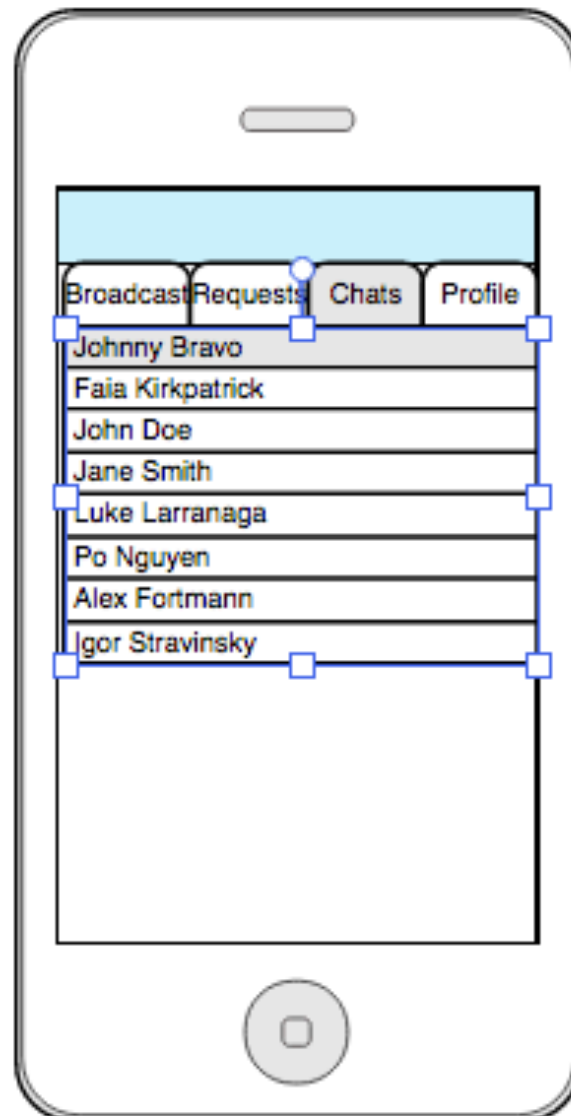 Broadcast Requests Chats Profile
Johnny Bravo
Faia Kirkpatrick
John Doe
Jane Smith
Luke Larranaga
Po Nguyen
Alex Fortmann
Igor Stravinsky